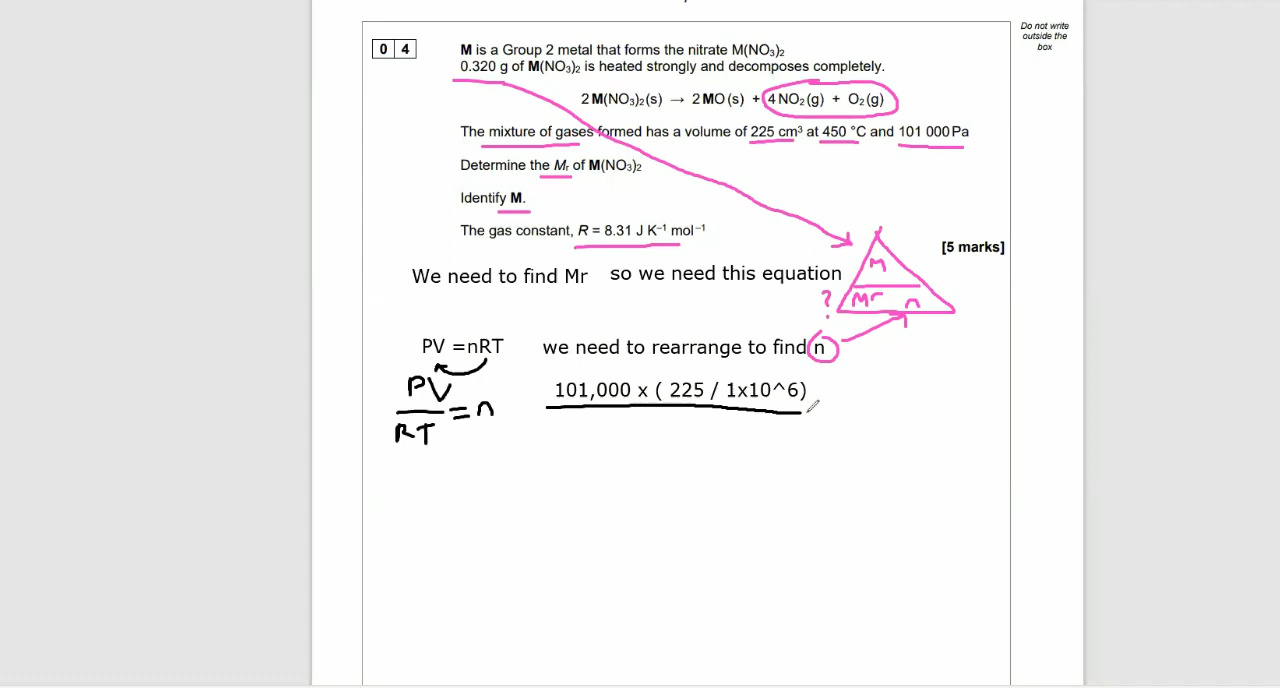 Do not write
outside the
box
0 4
M is a Group 2 metal that forms the nitrate M(NO₃)₂
0.320 g of M(NO₃)₂ is heated strongly and decomposes completely.
2 M(NO₃)₂(s) → 2 MO (s) + 4 NO₂ (g) + O₂ (g)
The mixture of gases formed has a volume of 225 cm³ at 450 °C and 101 000 Pa
Determine the Mᵣ of M(NO₃)₂
Identify M.
The gas constant, R = 8.31 J K⁻¹ mol⁻¹
[5 marks]
We need to find Mr so we need this equation
M
? Mr n
PV =nRT we need to rearrange to find n
PV
RT = n
101,000 x ( 225 / 1x10^6)